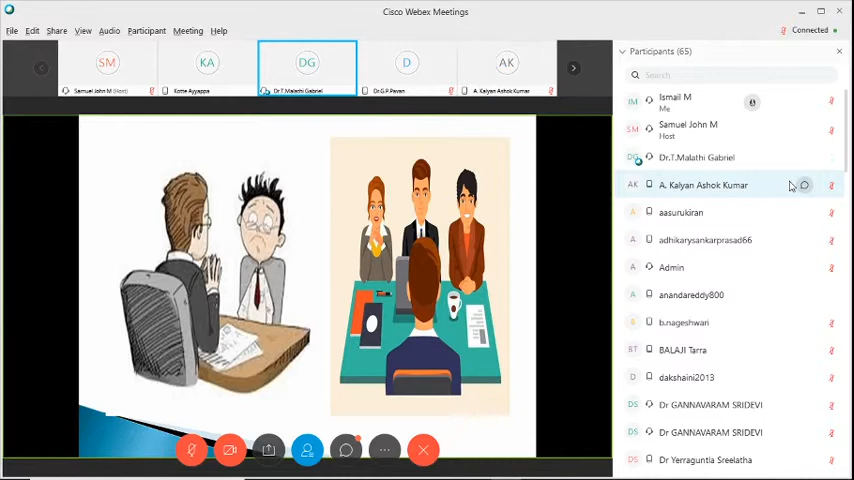 Cisco Webex Meetings
File Edit Share View Audio Participant Meeting Help
Connected
SM KA DG D AK
Samuel John M (Host) Kotte Ayyappa Dr.T.Malathi Gabriel Dr.G.P.Pavan A. Kalyan Ashok Kumar
Participants (65)
Search
IM Ismail M
Me
SM Samuel John M
Host
DG Dr.T.Malathi Gabriel
AK A. Kalyan Ashok Kumar
A aasurukiran
A adhikarysankarprasad66
A Admin
A anandareddy800
B b.nageshwari
BT BALAJI Tarra
D dakshaini2013
DS Dr GANNAVARAM SRIDEVI
DS Dr GANNAVARAM SRIDEVI
DS Dr Yerraguntia Sreelatha